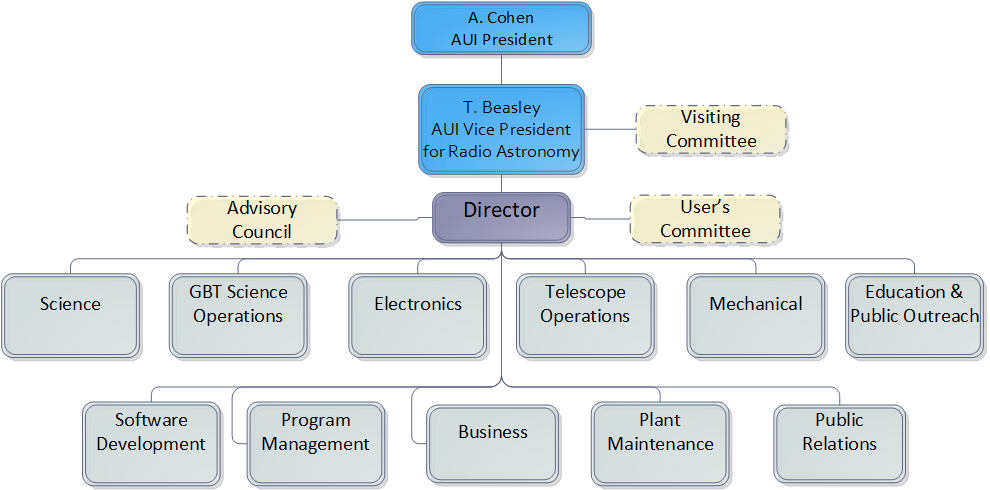 A. Cohen
AUI President
T. Beasley
AUI Vice President
for Radio Astronomy
Visiting
Committee
Advisory
Council
Director
User’s
Committee
Science
GBT Science
Operations
Electronics
Telescope
Operations
Mechanical
Education &
Public Outreach
Software
Development
Program
Management
Business
Plant
Maintenance
Public
Relations